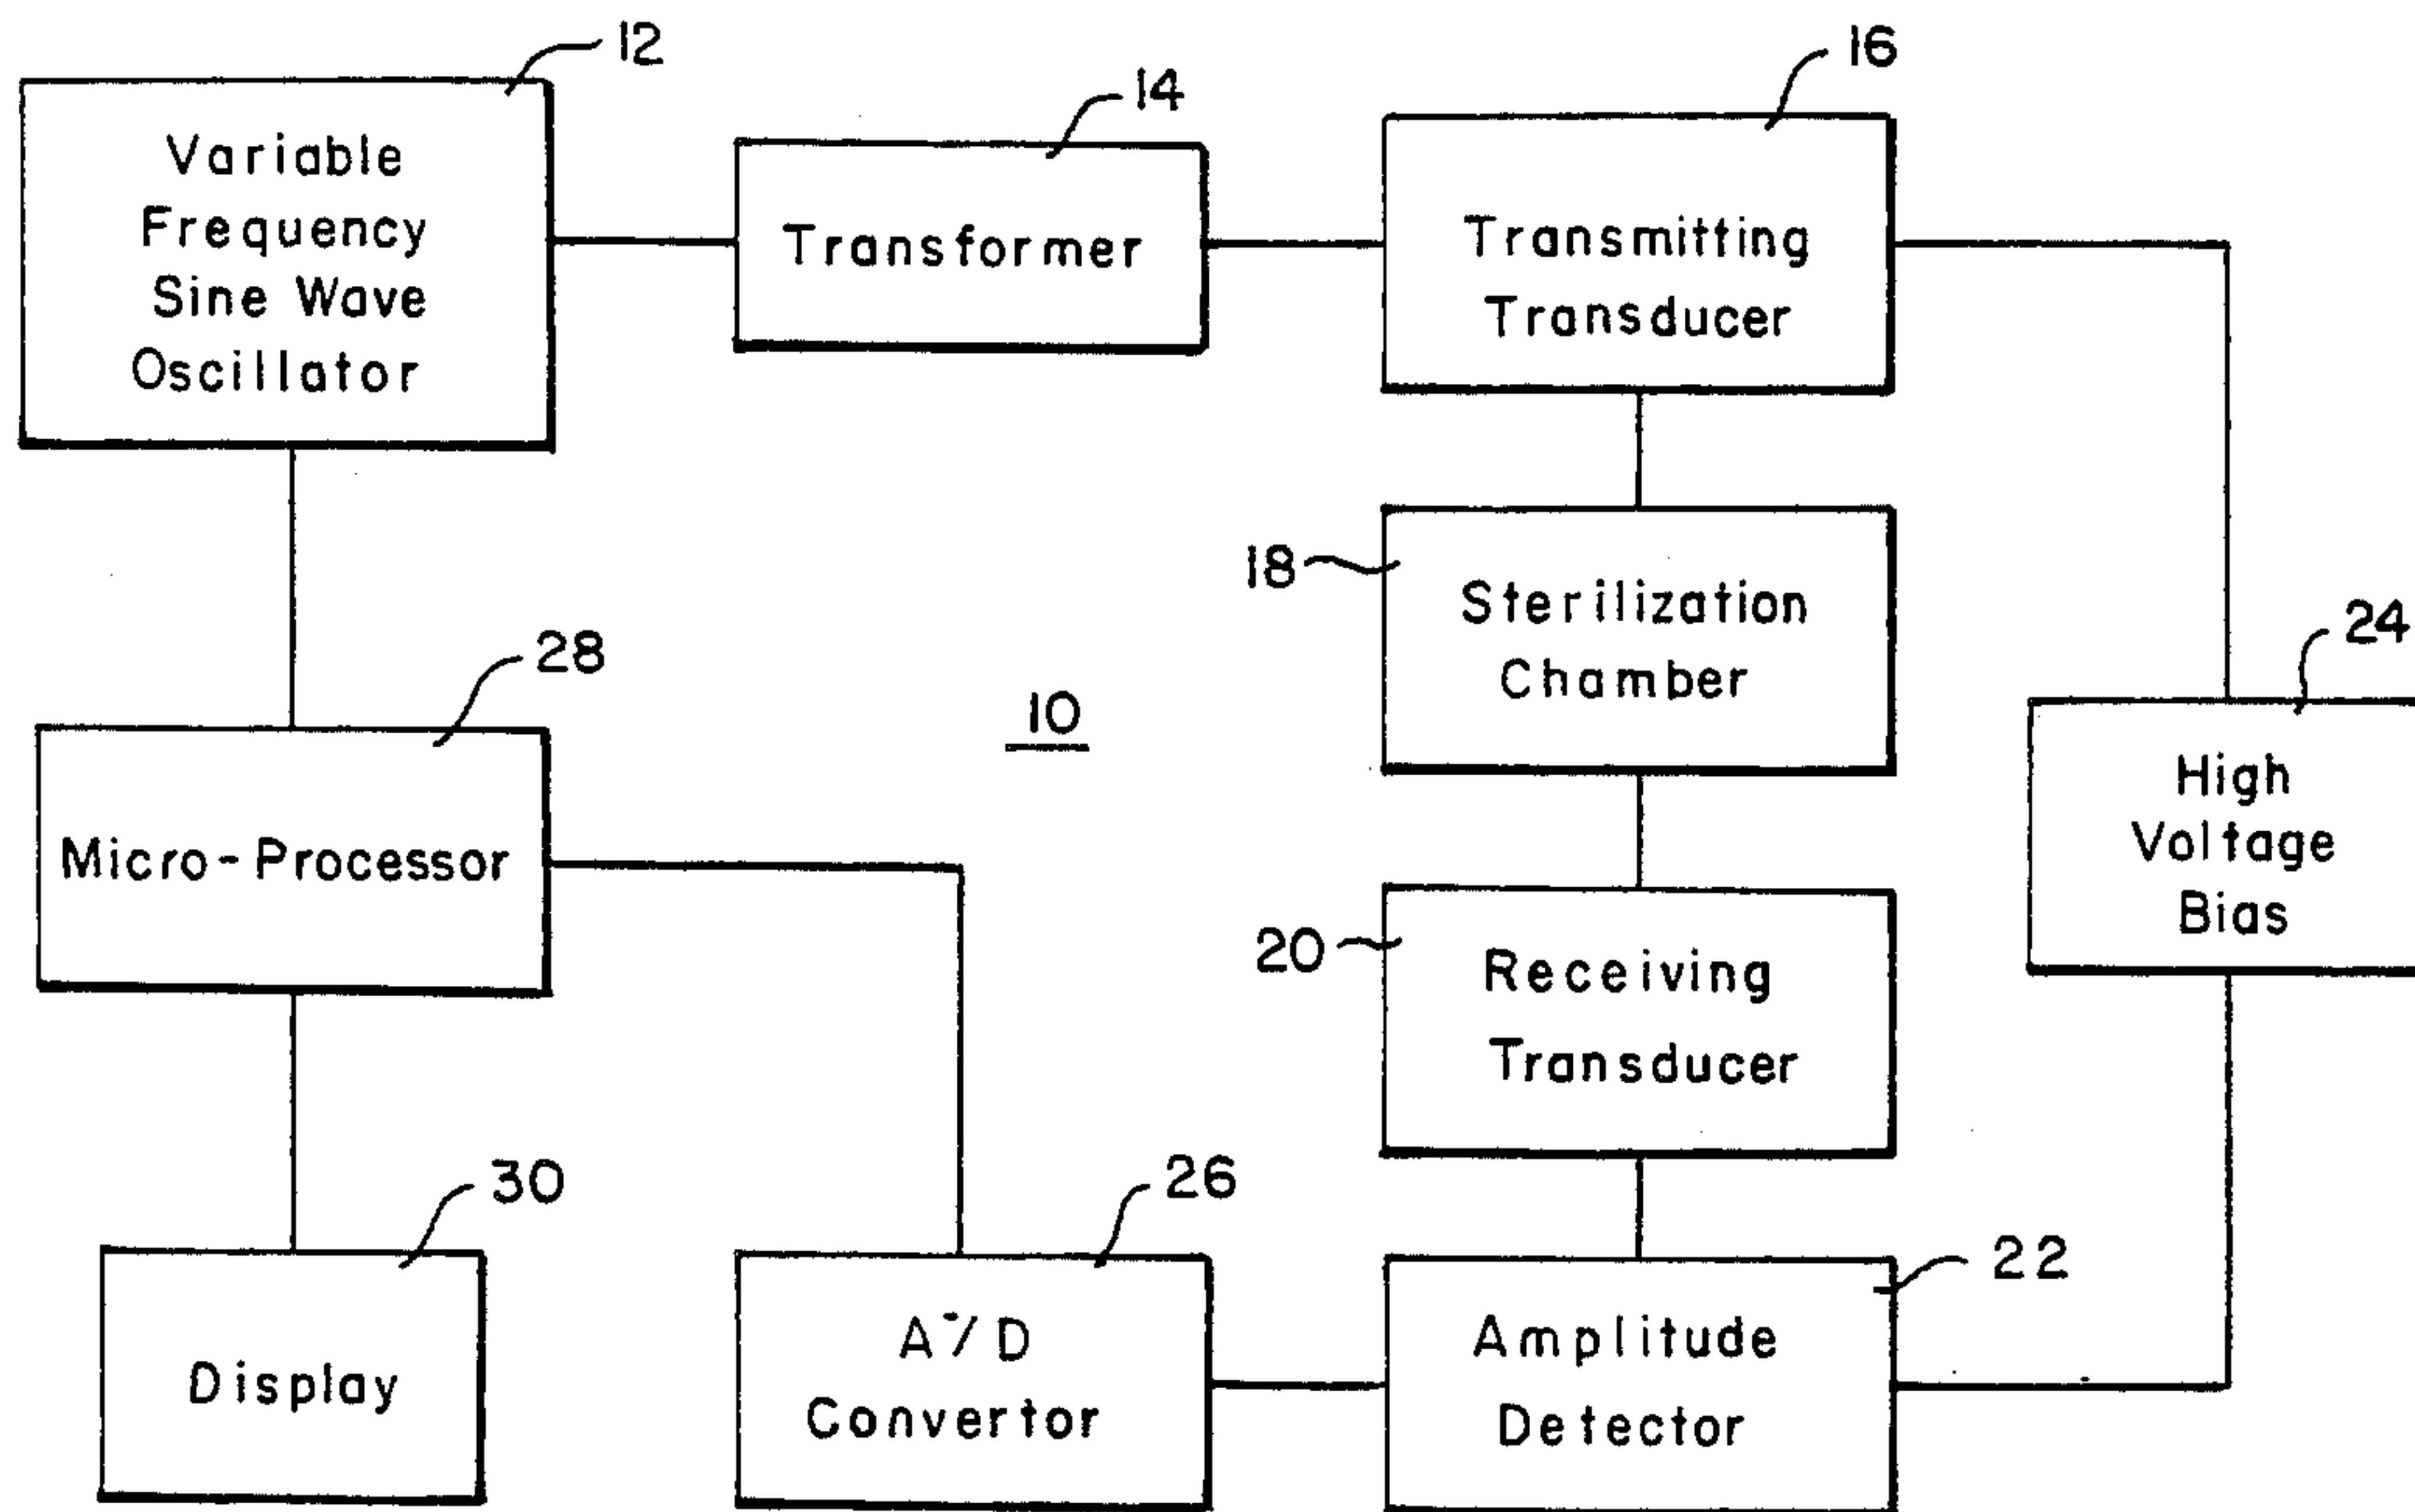 12
Variable
Frequency
Sine Wave
Oscillator
14
Transformer
16
Transmitting
Transducer
18
Sterilization
Chamber
24
High
Voltage
Bias
28
Micro-Processor
10
20
Receiving
Transducer
30
Display
26
A/D
Convertor
22
Amplitude
Detector